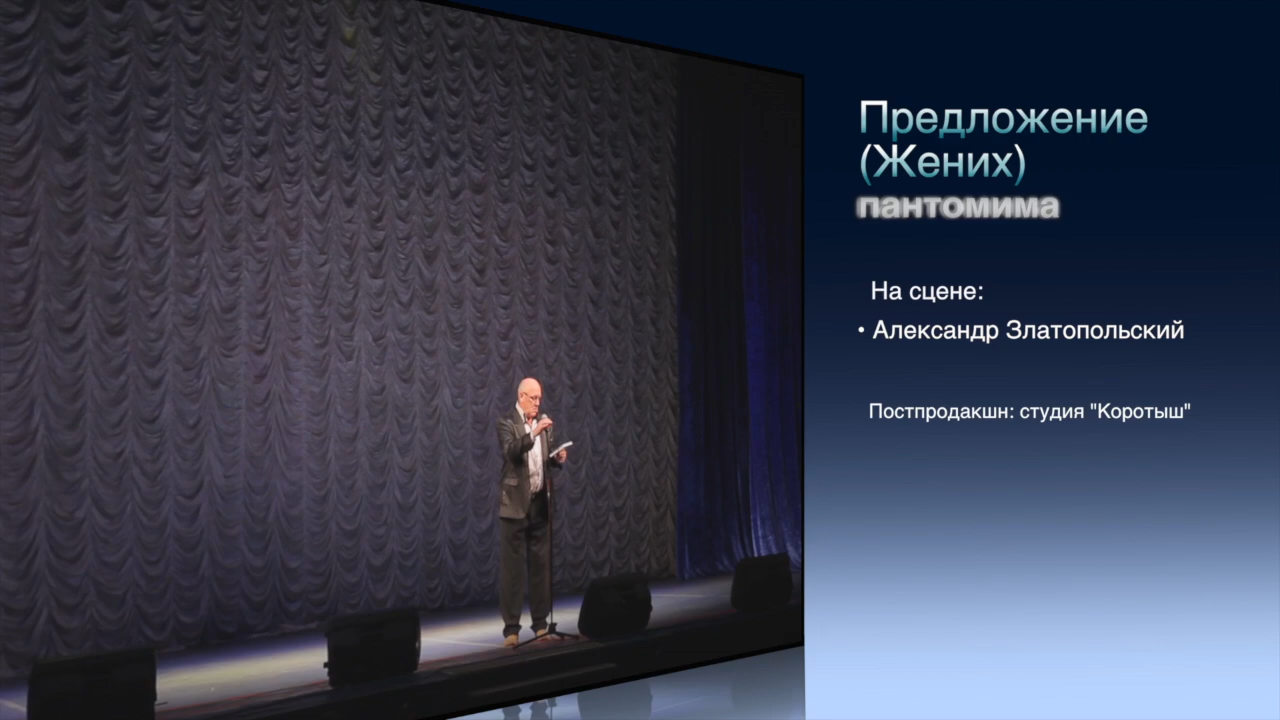 Предложение
(Жених)
пантомима
На сцене:
• Александр Златопольский
Постпродакшн: студия "Коротыш"